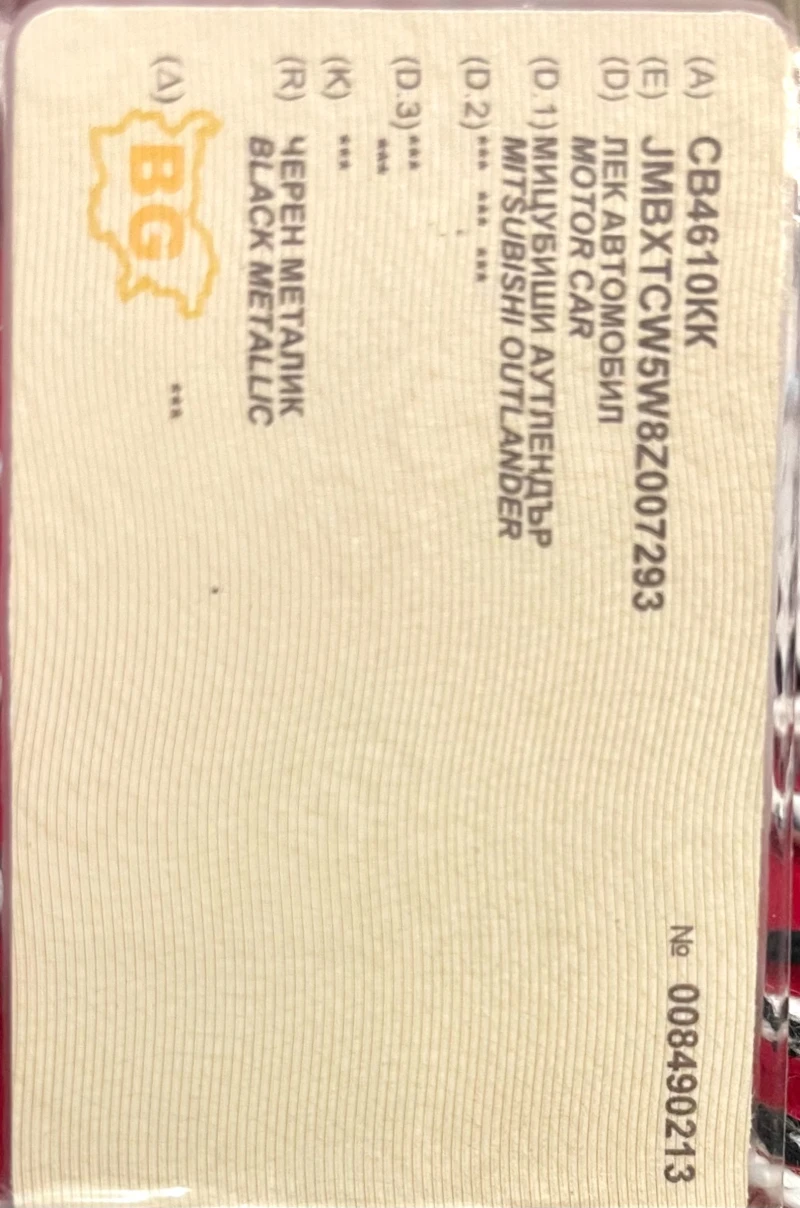 (A) СВ4610КК
№ 008490213
(E) JMBXTCW5W8Z007293
(D) ЛЕК АВТОМОБИЛ
MOTOR CAR
(D.1) МИЦУБИШИ АУТЛЕНДЪР
MITSUBISHI OUTLANDER
(D.2) *** *** ***
(D.3) ***
***
(K) ***
(R) ЧЕРЕН МЕТАЛИК
BLACK METALLIC
(Δ) ***
BG